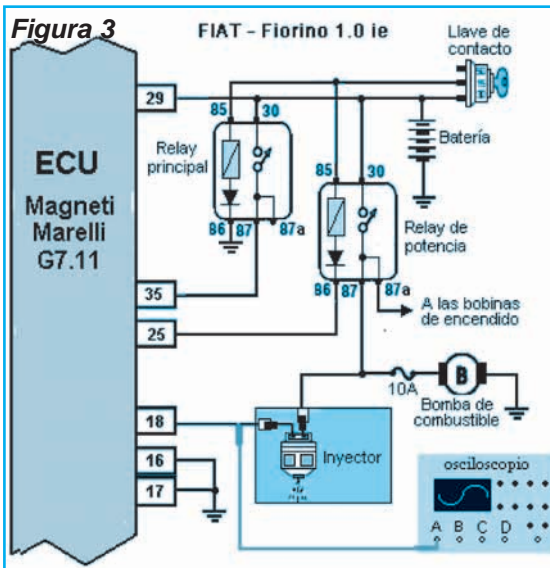 Figura 3
FIAT - Fiorino 1.0 ie
Llave de
contacto
29
85
30
Relay
principal
ECU
Magneti
Marelli
G7.11
86
87
87a
Batería
85
30
Relay de
potencia
35
25
86
87
87a
A las bobinas
de encendido
10A
B
Bomba de
combustible
18
16
17
Inyector
osciloscopio
A B C D